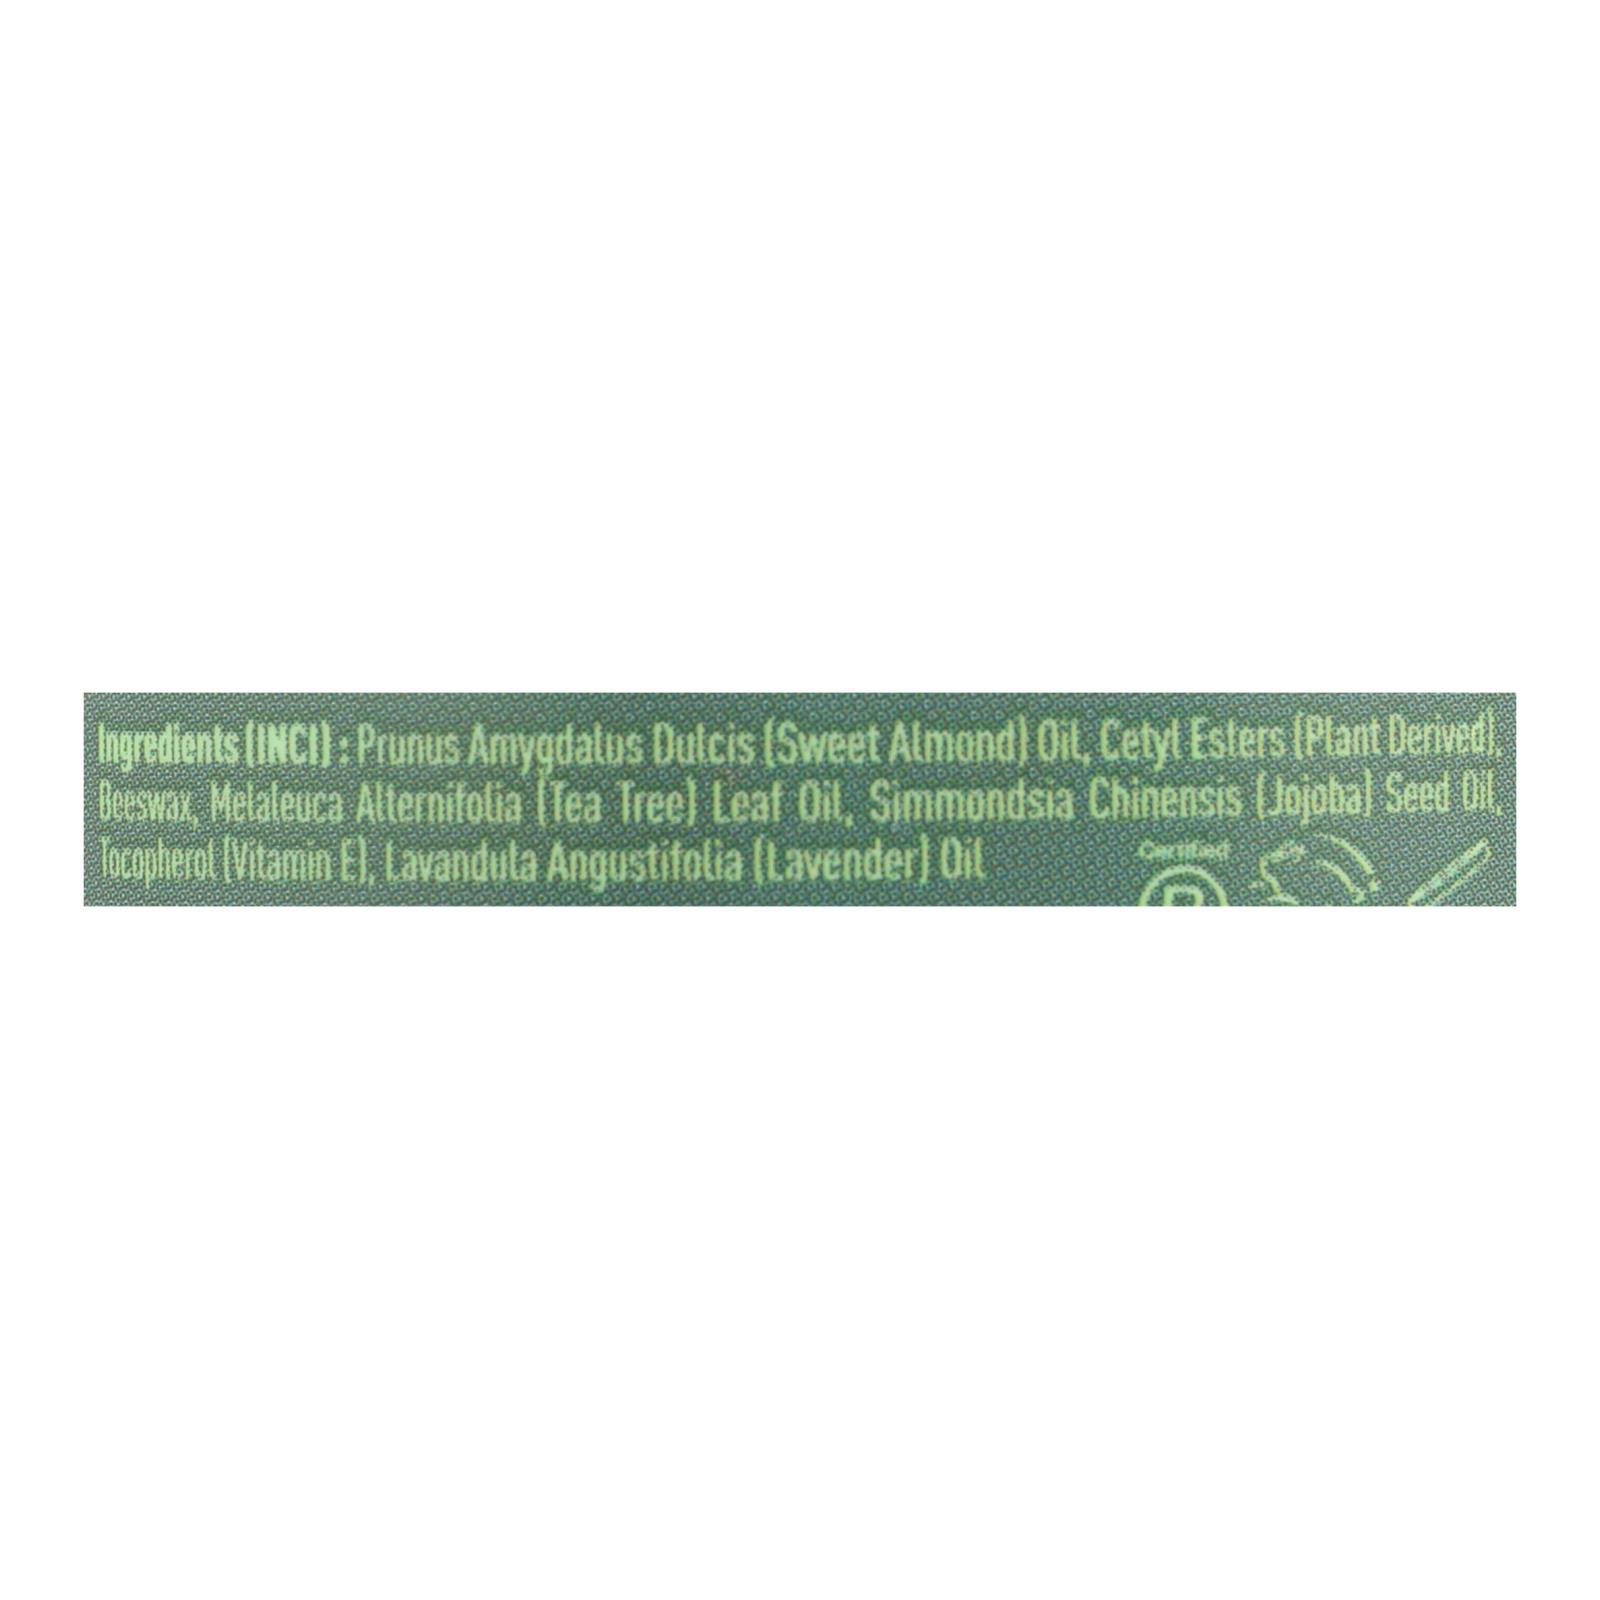 Ingredients (INCI) : Prunus Amygdalus Dulcis (Sweet Almond) Oil, Cetyl Esters (Plant Derived),
Beeswax, Melaleuca Alternifolia (Tea Tree) Leaf Oil, Simmondsia Chinensis (Jojoba) Seed Oil,
Tocopherol (Vitamin E), Lavandula Angustifolia (Lavender) Oil
Certified